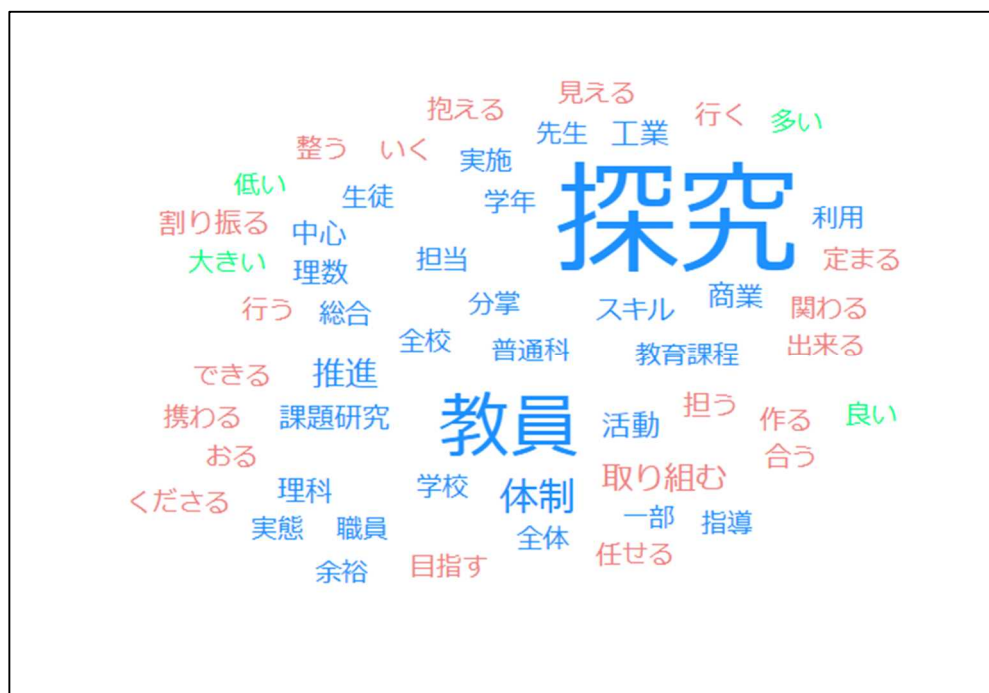 見える
抱える
行く
多い
先生
工業
整う
いく
実施
探究
低い
生徒
学年
割り振る
中心
利用
大きい
理数
担当
定まる
行う
総合
分掌
スキル
商業
関わる
全校
普通科
教育課程
出来る
できる
推進
教員
携わる
課題研究
活動
担う
作る
良い
おる
合う
くださる
理科
学校
体制
取り組む
実態
職員
全体
一部
指導
余裕
目指す
任せる